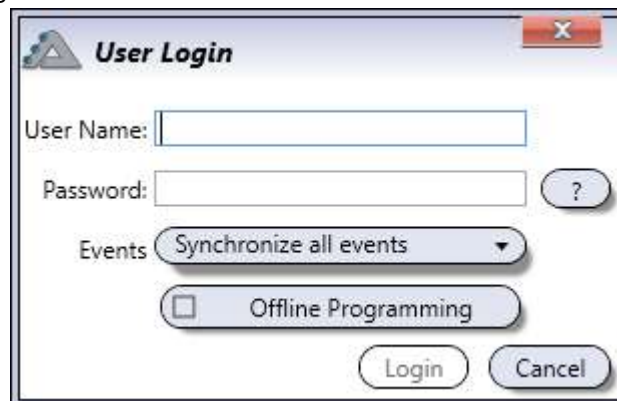 User Login
X
User Name:
Password:
?
Events Synchronize all events
Offline Programming
Login Cancel